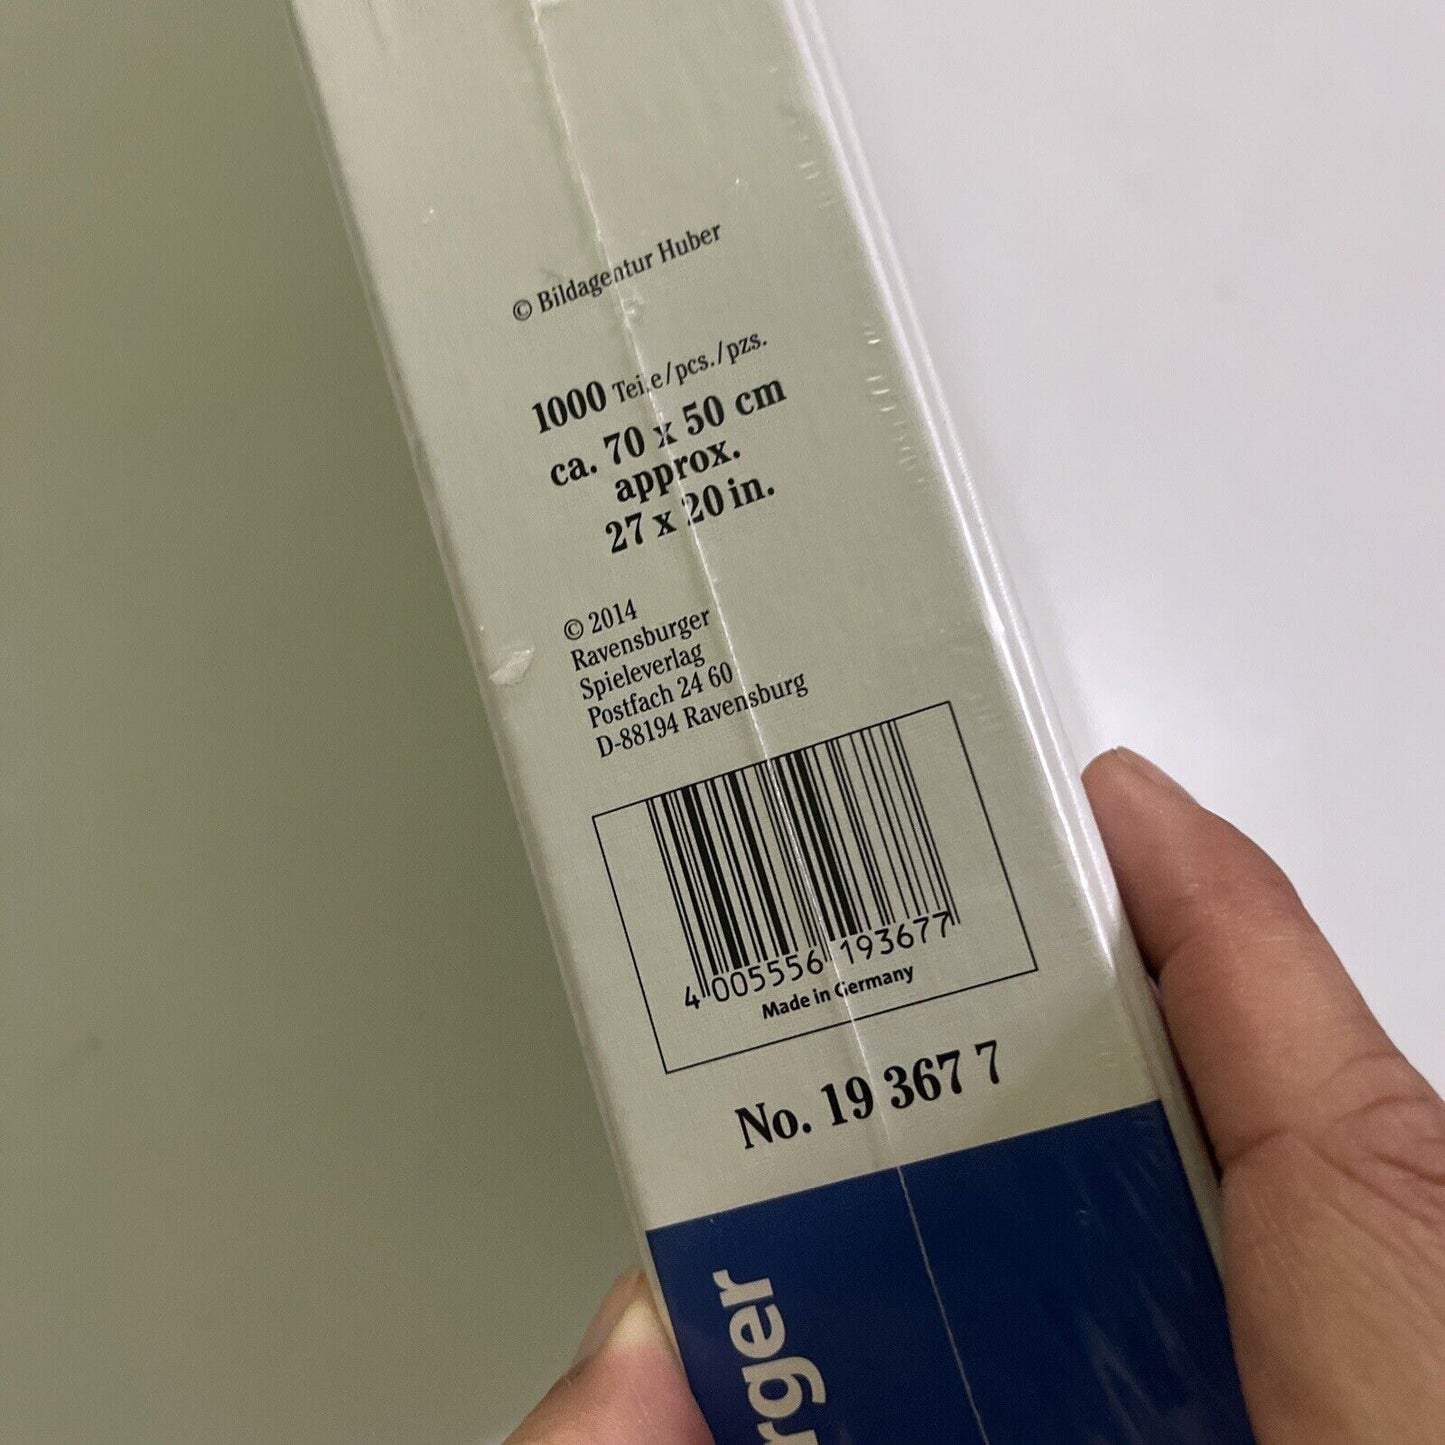 © Bildagentur Huber
1000 Teile/pcs./pzs.
ca. 70 x 50 cm
approx.
27 x 20 in.
© 2014
Ravensburger
Spieleverlag
Postfach 24 60
D-88194 Ravensburg
4 005556 193677
Made in Germany
No. 19 367 7
rger